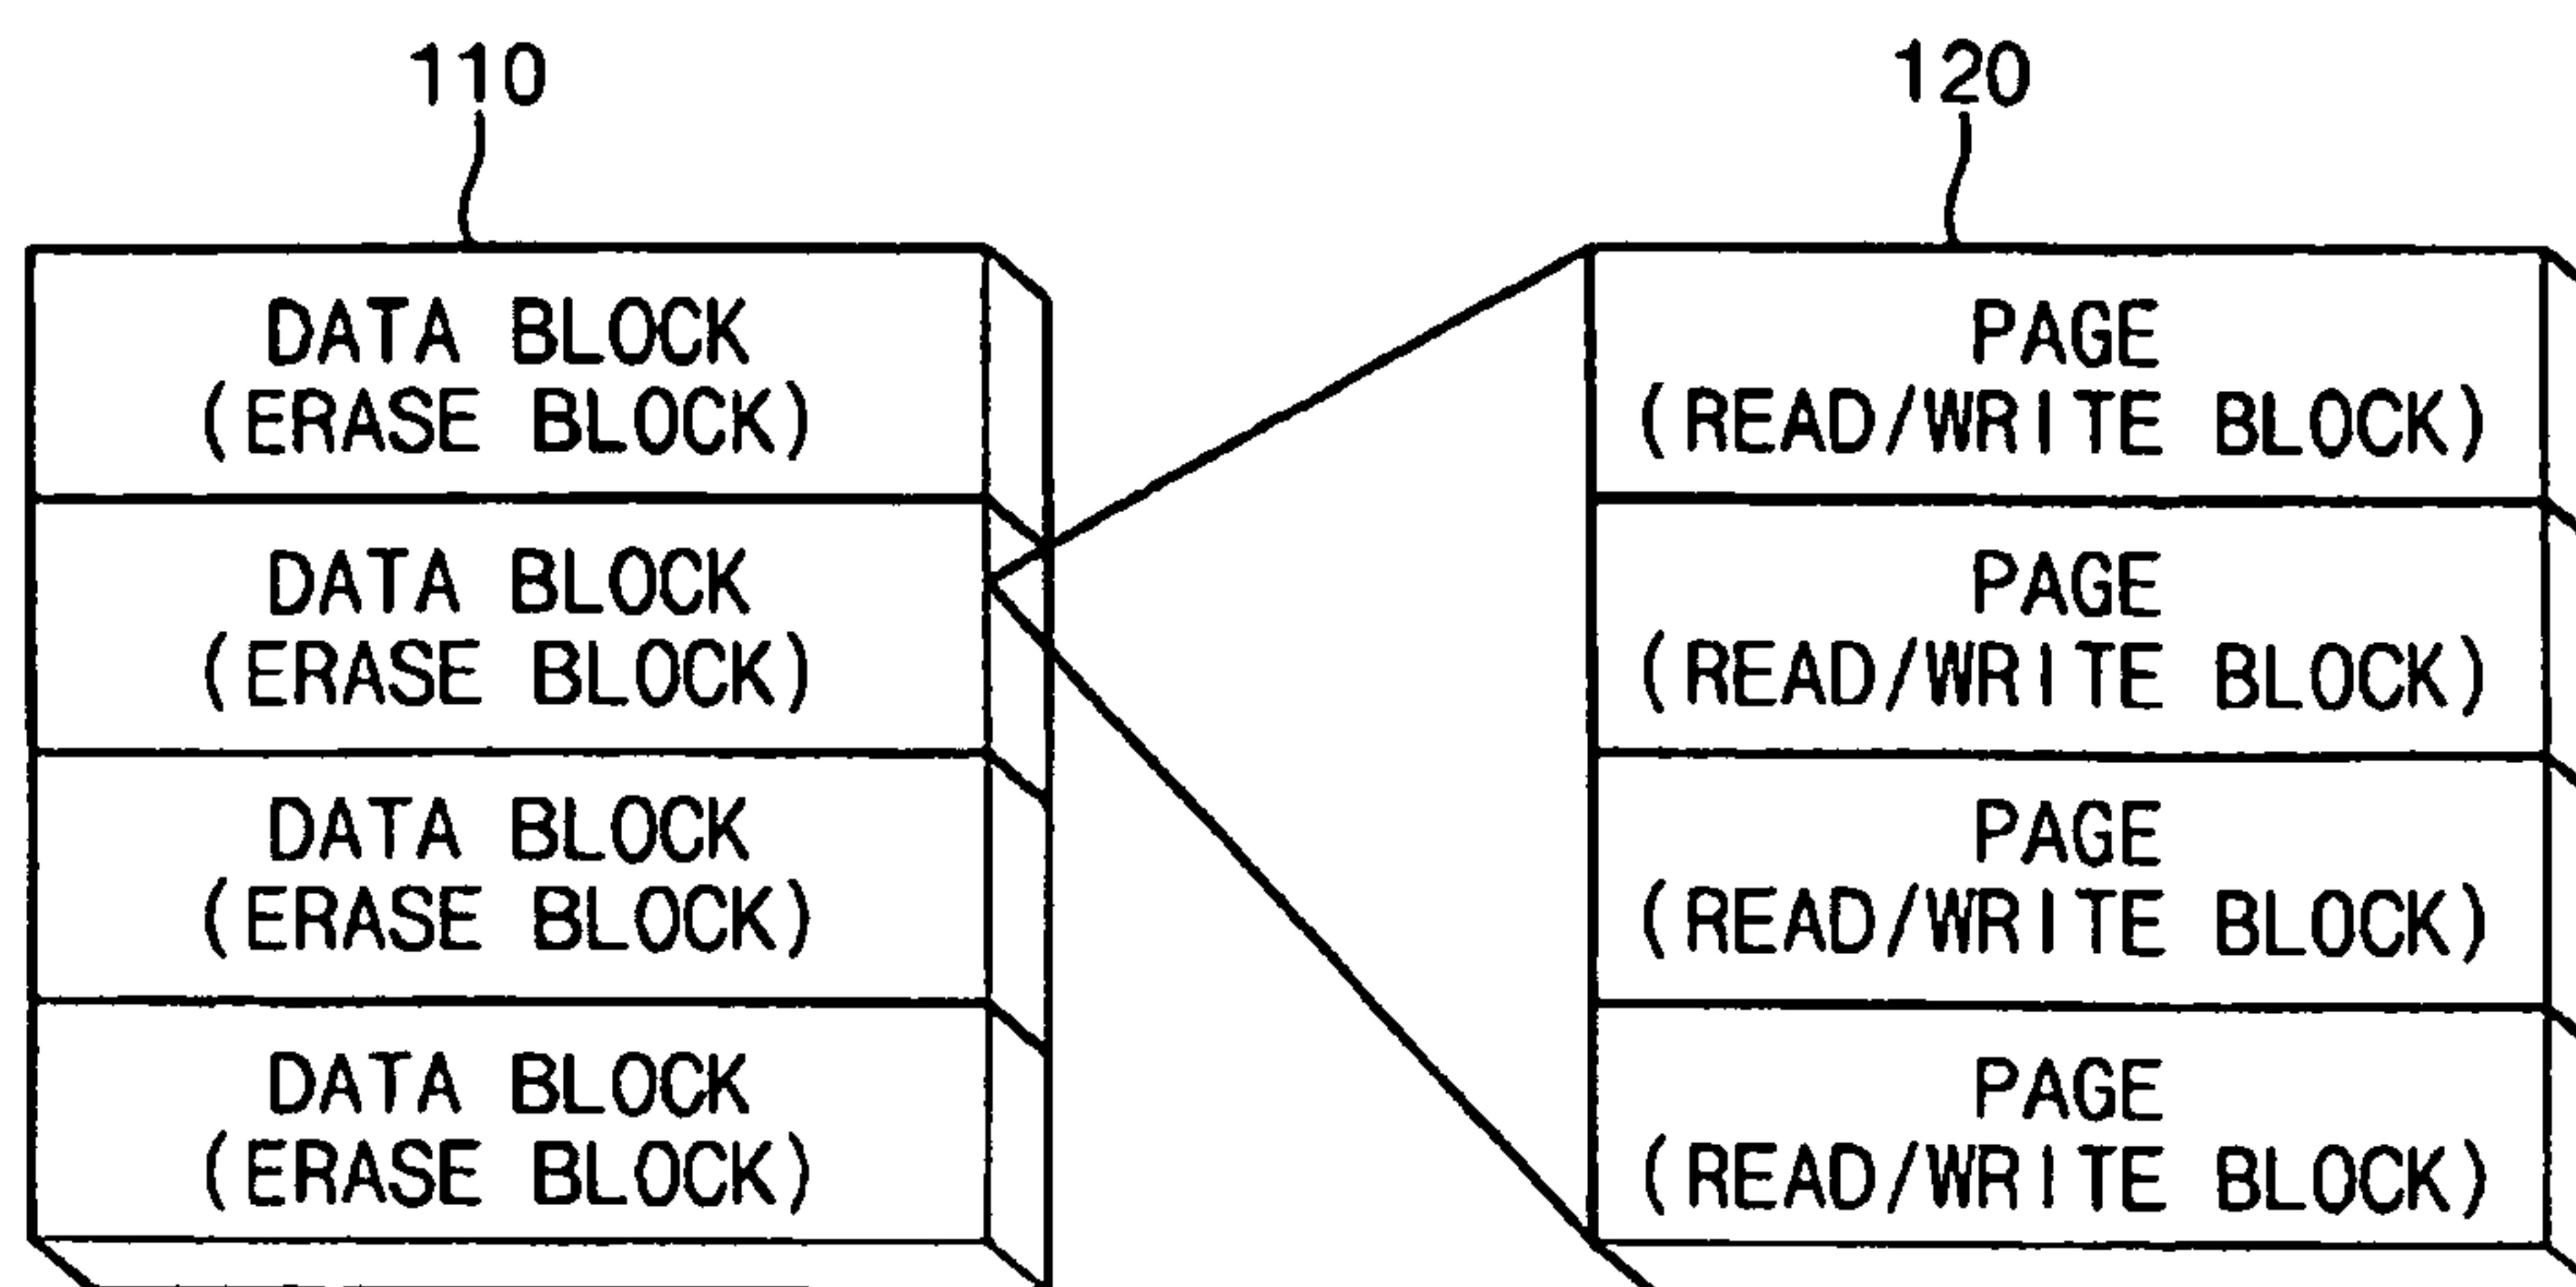 110
120
DATA BLOCK
(ERASE BLOCK)
DATA BLOCK
(ERASE BLOCK)
DATA BLOCK
(ERASE BLOCK)
DATA BLOCK
(ERASE BLOCK)
PAGE
(READ/WRITE BLOCK)
PAGE
(READ/WRITE BLOCK)
PAGE
(READ/WRITE BLOCK)
PAGE
(READ/WRITE BLOCK)